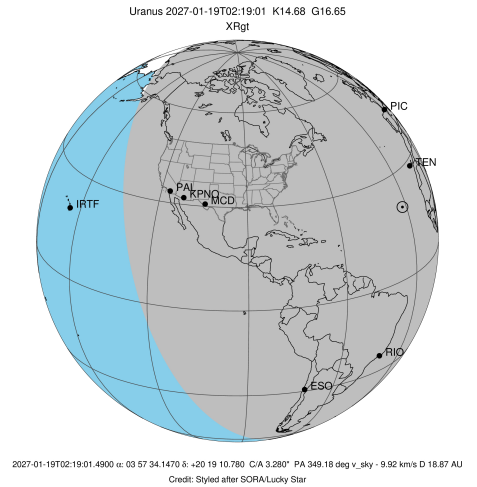 Uranus 2027-01-19T02:19:01  K14.68  G16.65
XRgt
PIC
TEN
PAL
KPNO
MCD
IRTF
RIO
ESO
2027-01-19T02:19:01.4900 α: 03 57 34.1470 δ: +20 19 10.780  C/A 3.280"  PA 349.18 deg v_sky - 9.92 km/s D 18.87 AU
Credit: Styled after SORA/Lucky Star